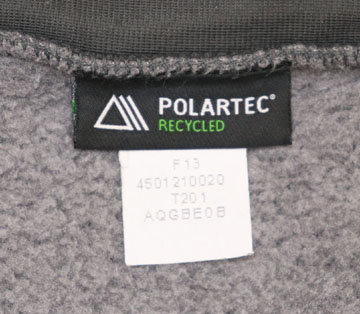 POLARTEC®
RECYCLED
F13
4501210020
T201
AQGBE0B